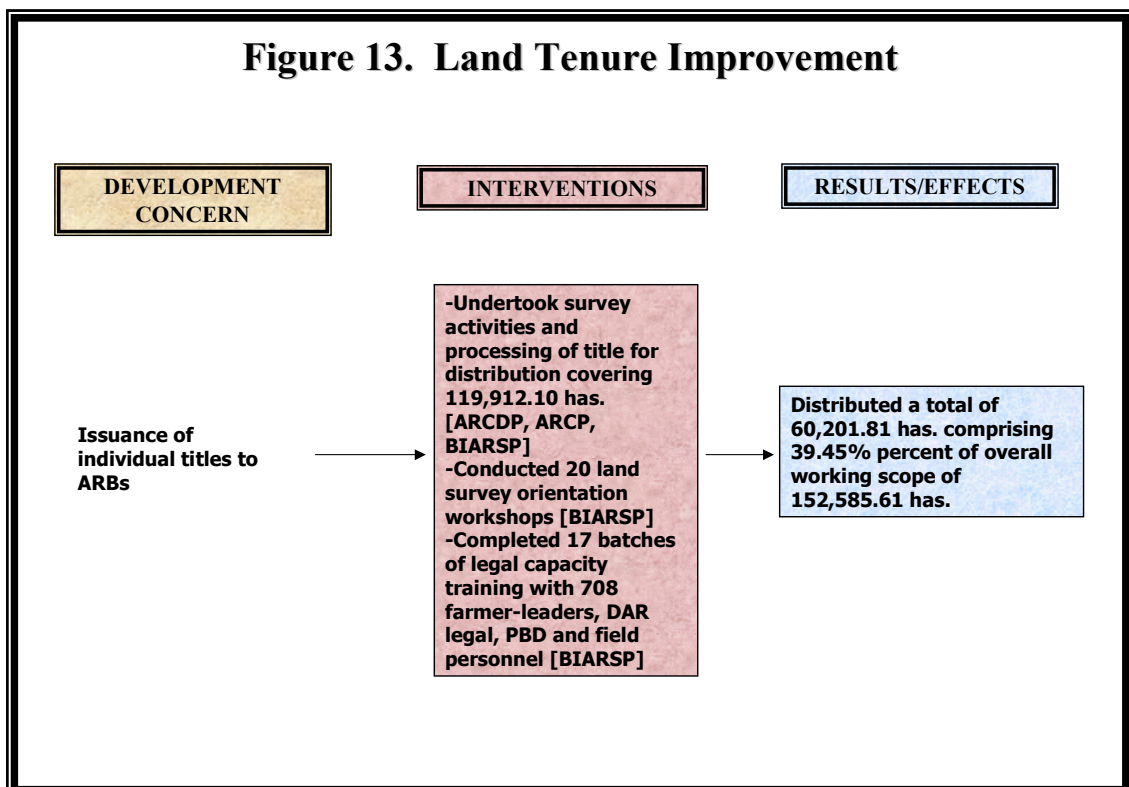 Figure 13. Land Tenure Improvement
DEVELOPMENT
CONCERN
INTERVENTIONS
RESULTS/EFFECTS
Issuance of
individual titles to
ARBs
-Undertook survey
activities and
processing of title for
distribution covering
119,912.10 has.
[ARCDP, ARCP,
BIARSP]
-Conducted 20 land
survey orientation
workshops [BIARSP]
-Completed 17 batches
of legal capacity
training with 708
farmer-leaders, DAR
legal, PBD and field
personnel [BIARSP]
Distributed a total of
60,201.81 has. comprising
39.45% percent of overall
working scope of
152,585.61 has.